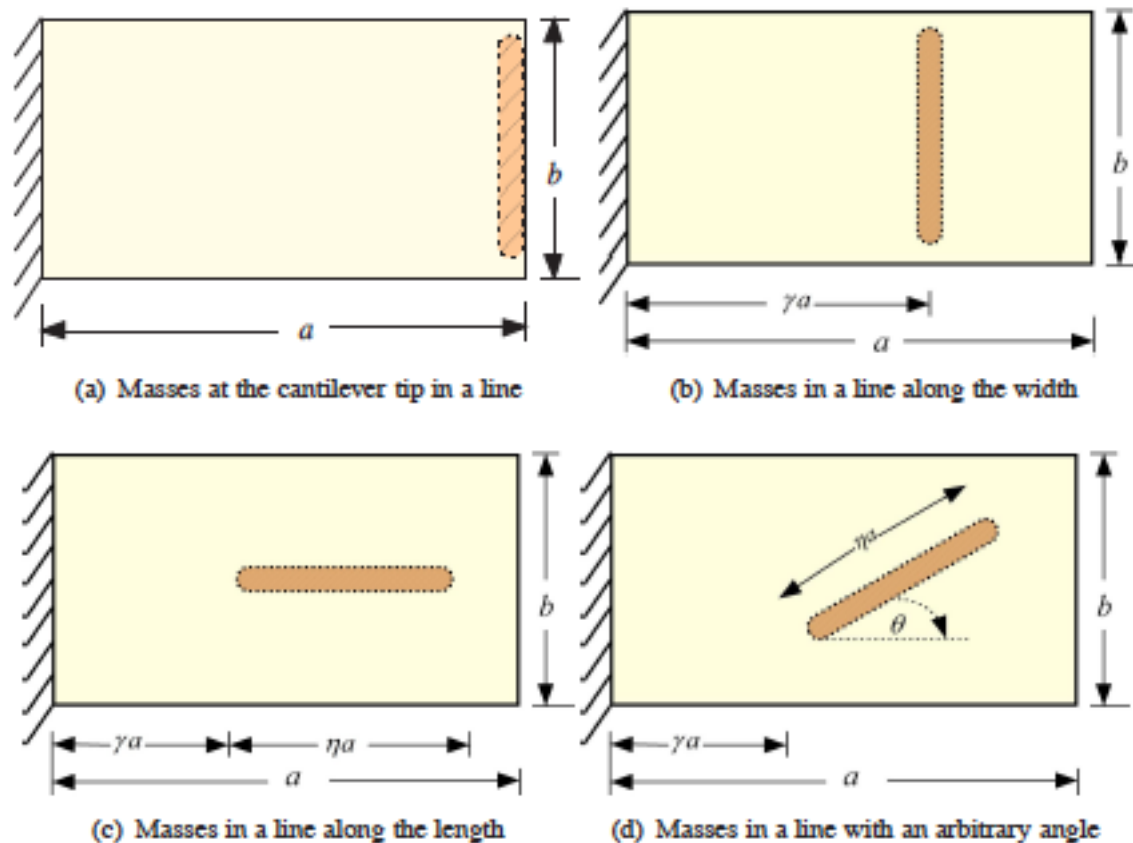 b
a
(a) Masses at the cantilever tip in a line
b
γa
a
(b) Masses in a line along the width
b
γa
ηa
a
(c) Masses in a line along the length
ηa
θ
b
γa
a
(d) Masses in a line with an arbitrary angle